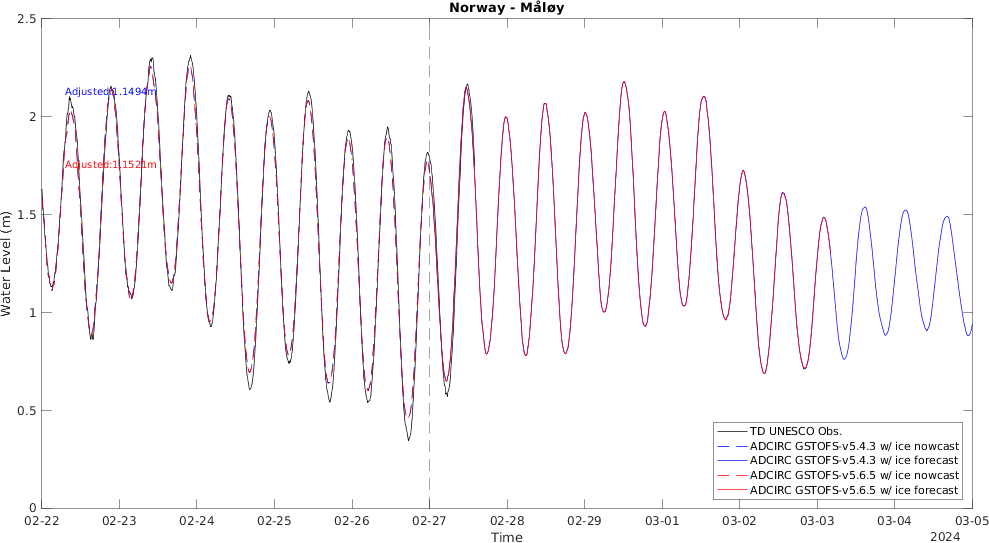 Norway - Måløy
2.5
2
1.5
1
0.5
0
Water Level (m)
Adjusted:1.1494m
Adjusted:1.1521m
TD UNESCO Obs.
ADCIRC GSTOFS-v5.4.3 w/ ice nowcast
ADCIRC GSTOFS-v5.4.3 w/ ice forecast
ADCIRC GSTOFS-v5.6.5 w/ ice nowcast
ADCIRC GSTOFS-v5.6.5 w/ ice forecast
02-22 02-23 02-24 02-25 02-26 02-27 02-28 02-29 03-01 03-02 03-03 03-04 03-05
Time
2024